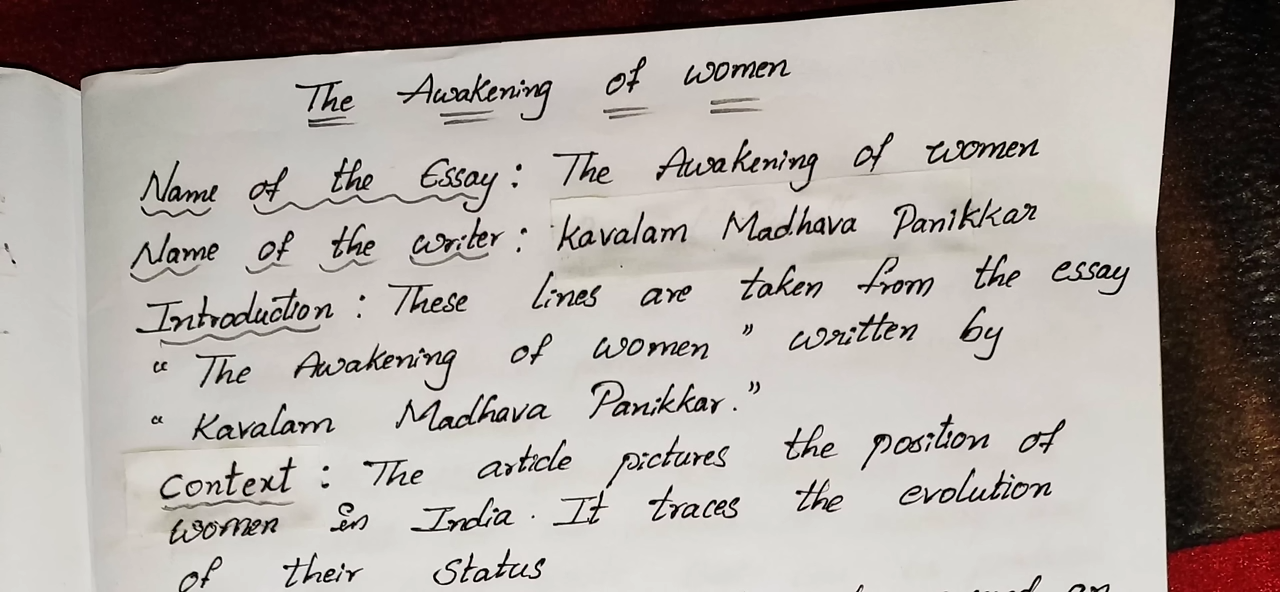 The Awakening of women
Name of the Essay : The Awakening of women
Name of the writer : Kavalam Madhava Panikkar
Introduction : These lines are taken from the essay
" The Awakening of women " written by
" Kavalam Madhava Panikkar. "
Context : The article pictures the position of
women in India . It traces the evolution
of their Status